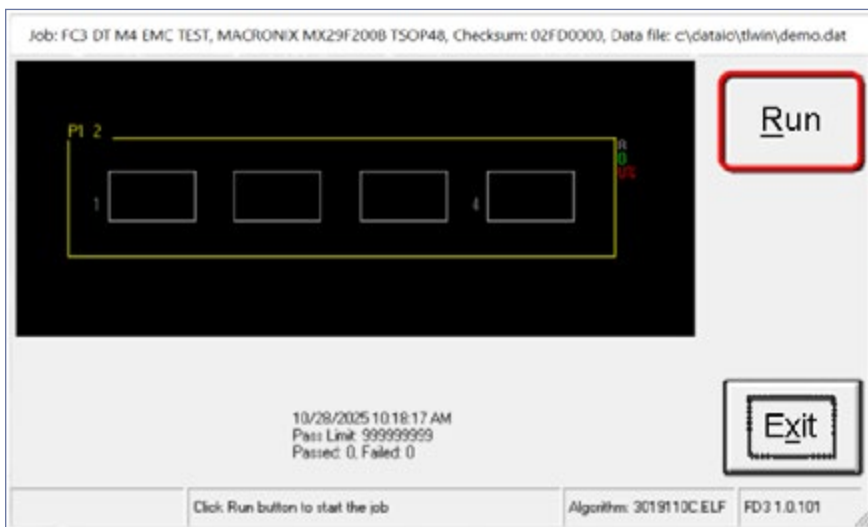 Job: FC3 DT M4 EMC TEST, MACRONIX MX29F200B TSOP48, Checksum: 02FD0000, Data file: c:\dataio\tlwin\demo.dat
Run
P1 2
R
0
1
4
10/28/2025 10:18:17 AM
Pass Limit: 999999999
Passed: 0, Failed: 0
Exit
Click Run button to start the job
Algorithm: 3019110C.ELF
FD3 1.0.101